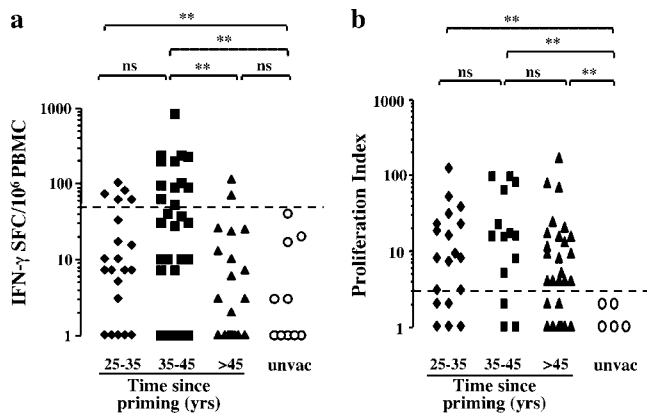 a
**
**
ns
**
ns
IFN-γ SFC/10⁶ PBMC
1000
100
10
1
25-35
35-45
>45
unvac
Time since
priming (yrs)
b
**
**
ns
ns
**
Proliferation Index
1000
100
10
1
25-35
35-45
>45
unvac
Time since
priming (yrs)